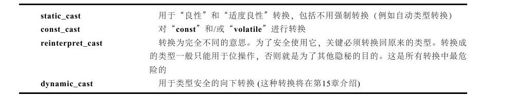 static_cast 用于“良性”和“适度良性”转换，包括不用强制转换（例如自动类型转换）
const_cast 对“const”和/或“volatile”进行转换
reinterpret_cast 转换为完全不同的意思。为了安全使用它，关键必须转换回原来的类型。转换成
的类型一般只能用于位操作，否则就是为了其他隐秘的目的。这是所有转换中最危
险的
dynamic_cast 用于类型安全的向下转换(这种转换将在第15章介绍)